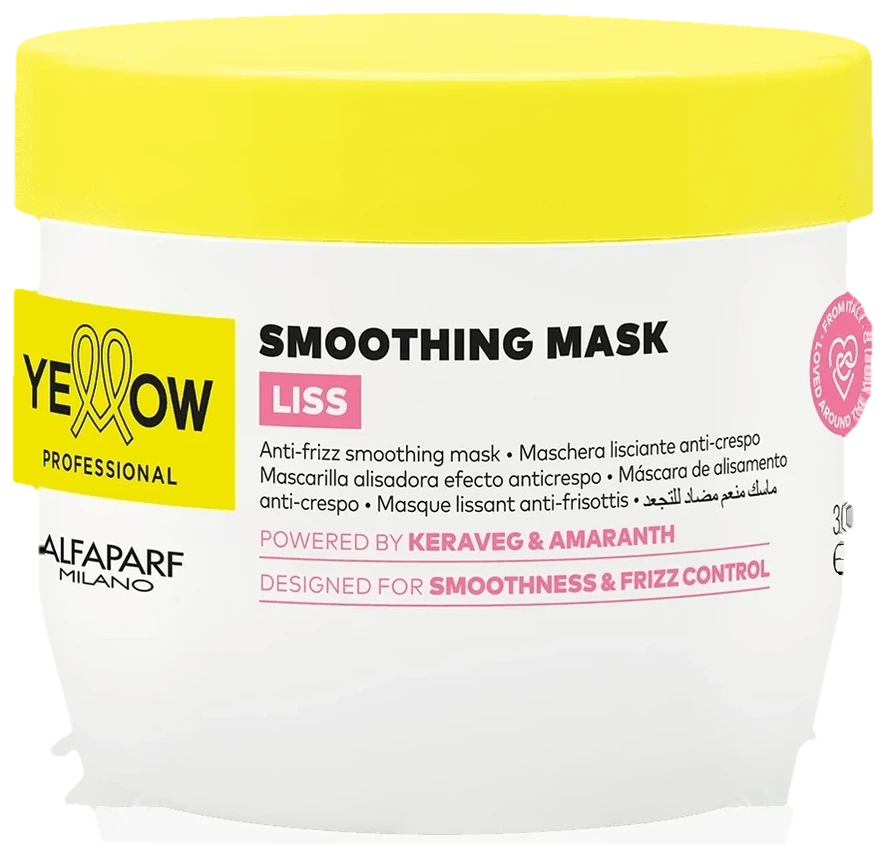 SMOOTHING MASK
LISS
YELLOW
PROFESSIONAL
Anti-frizz smoothing mask • Maschera lisciante anti-crespo
Mascarilla alisadora efecto anticrespo • Máscara de alisamento
anti-crespo • Masque lissant anti-frisottis • ماسك منعم مضاد للتجعد
POWERED BY KERAVEG & AMARANTH
DESIGNED FOR SMOOTHNESS & FRIZZ CONTROL
ALFAPARF
MILANO
FROM ITALY •
LOVED AROUND THE